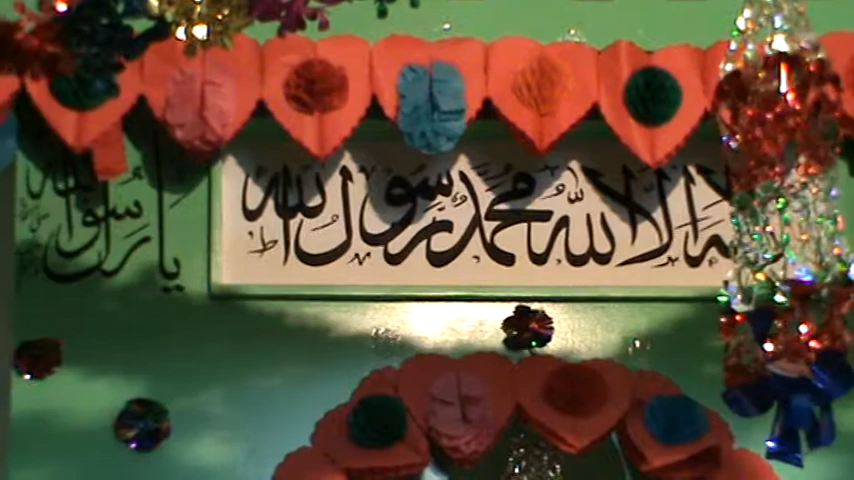 لا اله الا الله محمد رسول الله
يا رسول الله